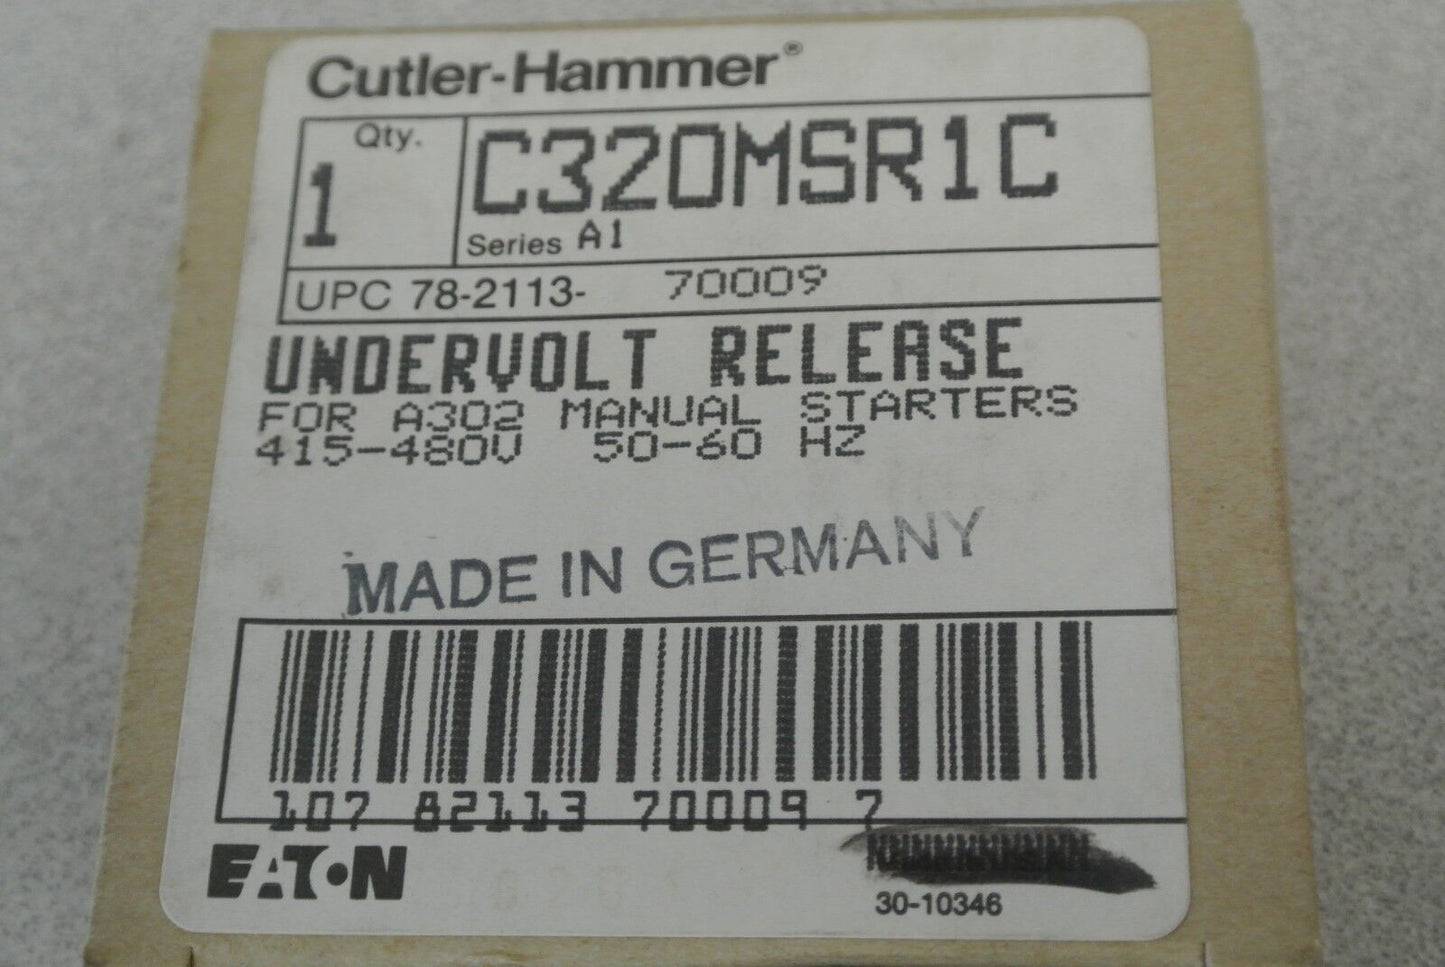 Cutler-Hammer®
Qty.
1
C320MSR1C
Series A1
UPC 78-2113- 70009
UNDERVOLT RELEASE
FOR A302 MANUAL STARTERS
415-480V 50-60 HZ
MADE IN GERMANY
107 82113 70009 7
EATON
30-10346